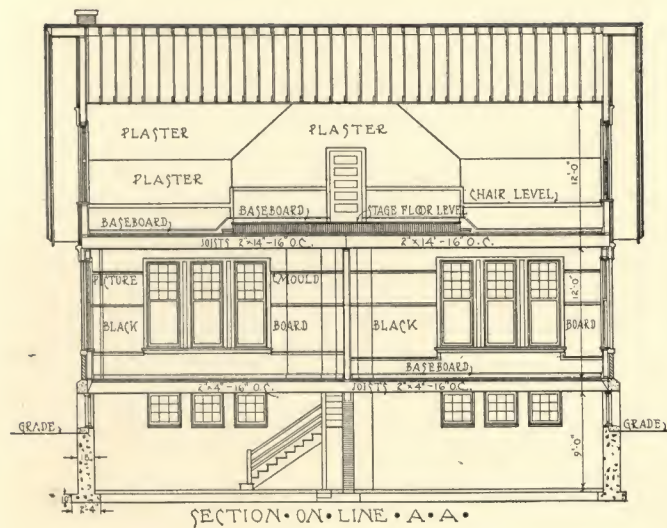 PLASTER
PLASTER
PLASTER
12'-0"
CHAIR LEVEL
BASEBOARD
STAGE FLOOR LEVEL
BASEBOARD
JOISTS 2"x14"-16" O.C.
2"x14"-16" O.C.
PICTURE
MOULD
12'-0"
BLACK
BOARD
BLACK
BOARD
BASEBOARD
2"x4"-16" O.C.
JOISTS 2"x4"-16" O.C.
GRADE
GRADE
9'-0"
18"
2'-4"
SECTION • ON • LINE • A • A •